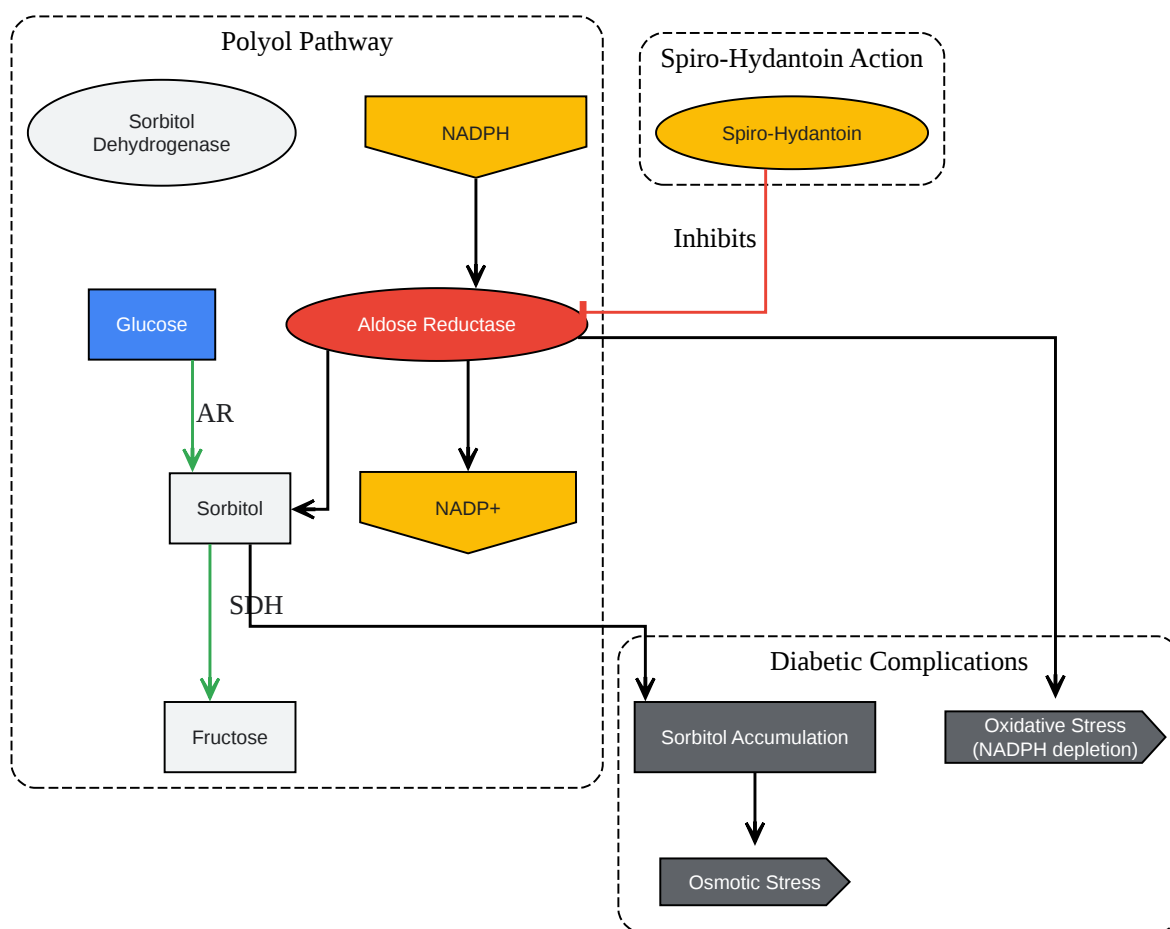 Polyol Pathway
Spiro-Hydantoin Action
Sorbitol
Dehydrogenase
NADPH
Spiro-Hydantoin
Inhibits
Glucose
Aldose Reductase
AR
Sorbitol
NADP+
SDH
Diabetic Complications
Fructose
Sorbitol Accumulation
Oxidative Stress
(NADPH depletion)
Osmotic Stress